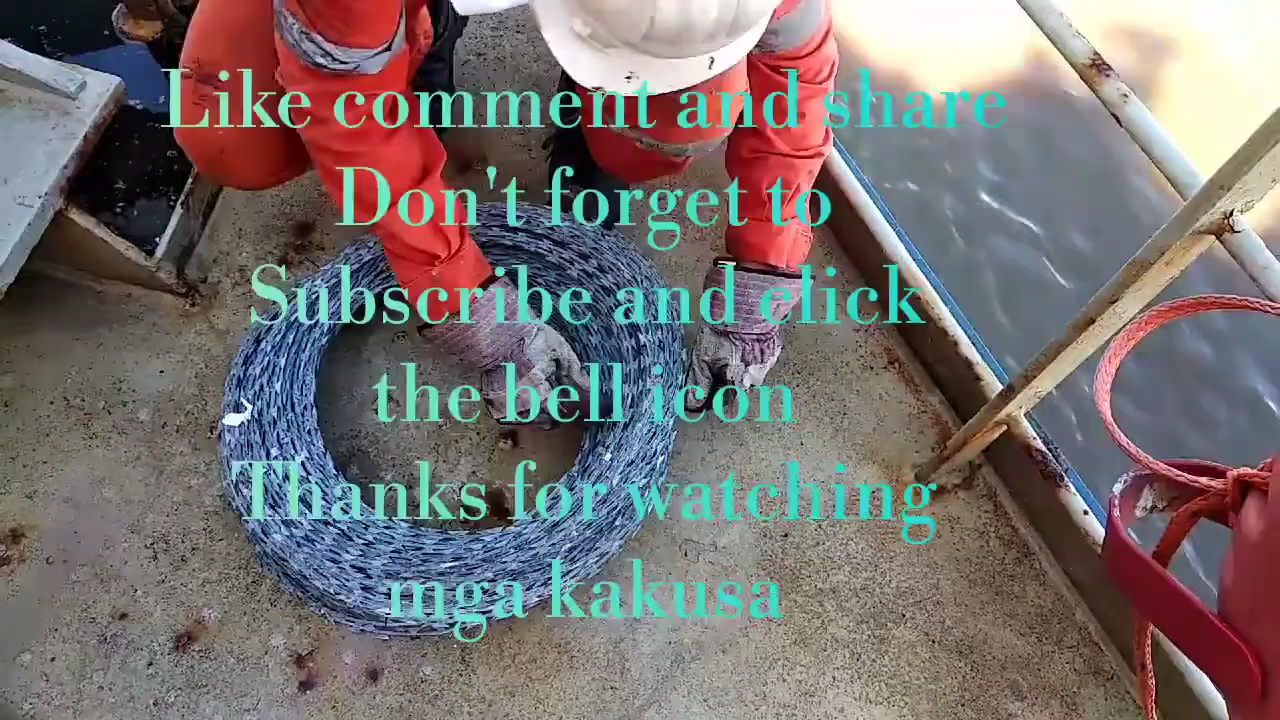 Like comment and share
Don't forget to
Subscribe and click
the bell icon
Thanks for watching
mga kakusa